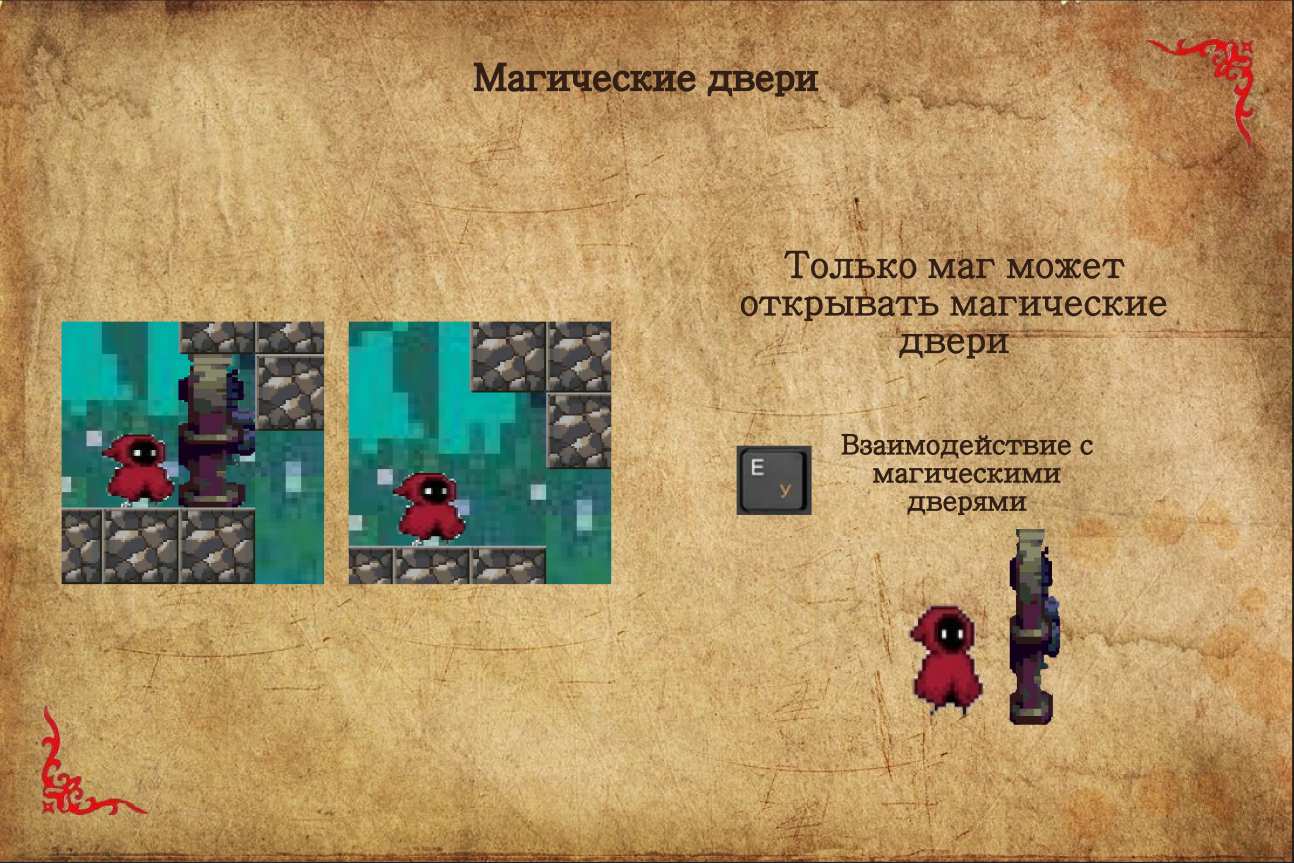 Магические двери
Только маг может
открывать магические
двери
E
У
Взаимодействие с
магическими
дверями